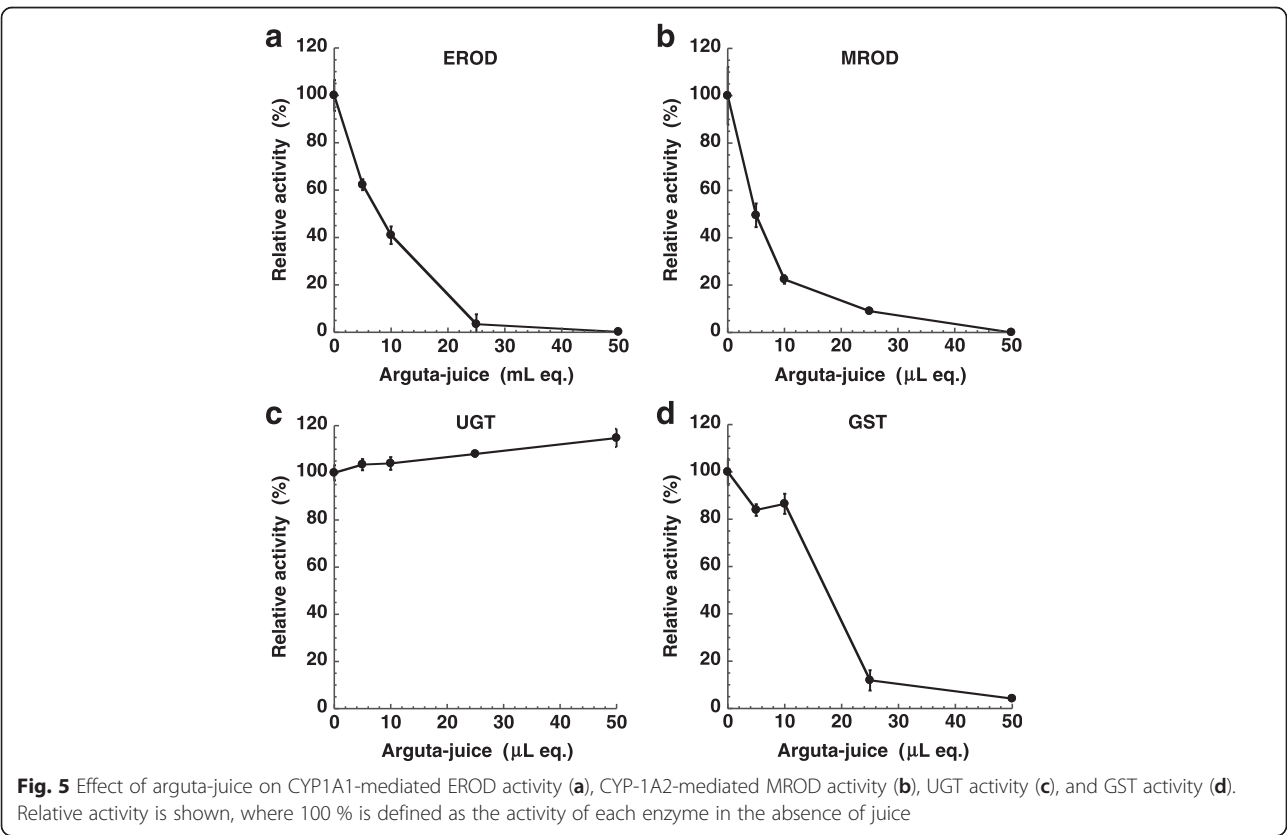 a
EROD
120
100
80
60
40
20
0
Relative activity (%)
0 10 20 30 40 50
Arguta-juice (mL eq.)
b
MROD
120
100
80
60
40
20
0
Relative activity (%)
0 10 20 30 40 50
Arguta-juice (μL eq.)
c
UGT
120
100
80
60
40
20
0
Relative activity (%)
0 10 20 30 40 50
Arguta-juice (μL eq.)
d
GST
120
100
80
60
40
20
0
Relative activity (%)
0 10 20 30 40 50
Arguta-juice (μL eq.)
Fig. 5 Effect of arguta-juice on CYP1A1-mediated EROD activity (a), CYP-1A2-mediated MROD activity (b), UGT activity (c), and GST activity (d).
Relative activity is shown, where 100 % is defined as the activity of each enzyme in the absence of juice